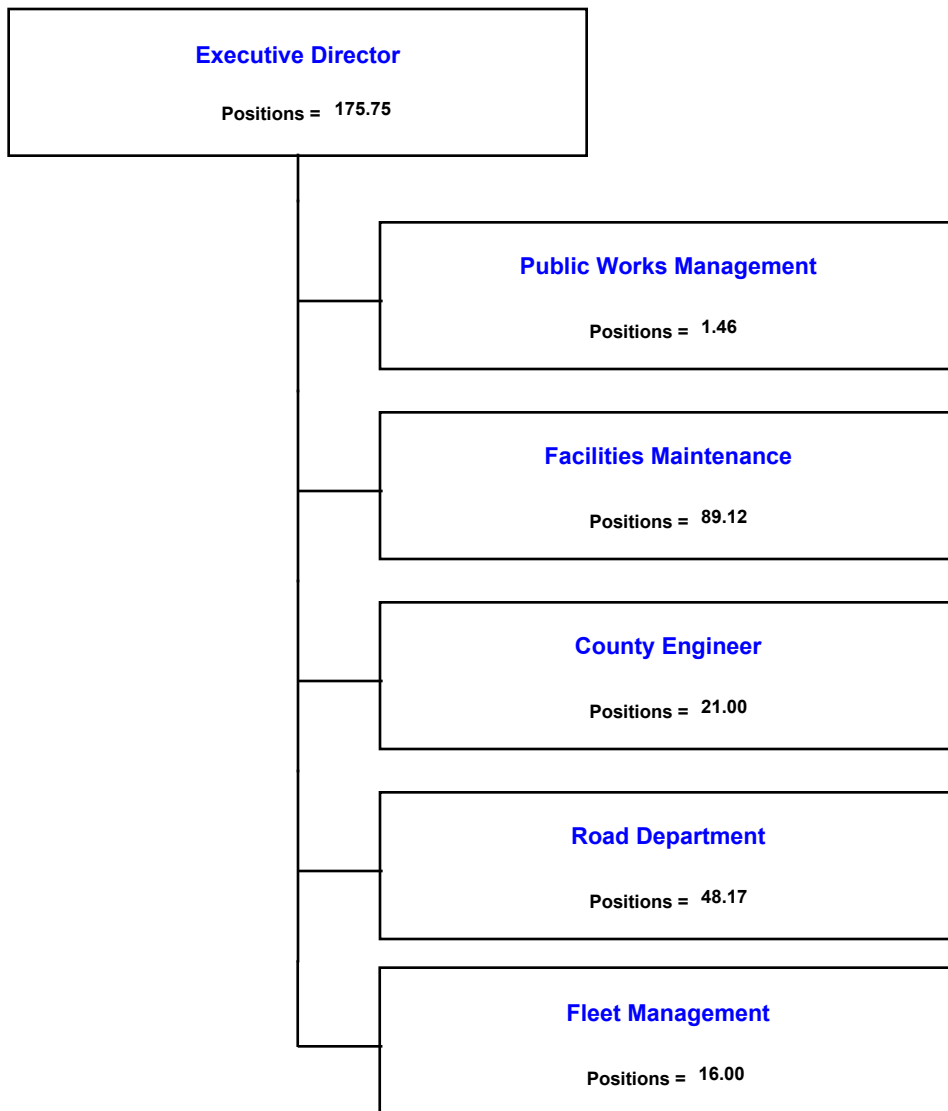 Executive Director
Positions = 175.75
Public Works Management
Positions = 1.46
Facilities Maintenance
Positions = 89.12
County Engineer
Positions = 21.00
Road Department
Positions = 48.17
Fleet Management
Positions = 16.00